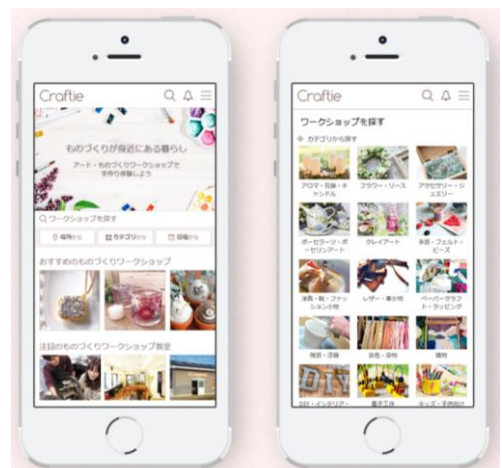 Craftie
ものづくりが身近にある暮らし
アート・ものづくりワークショップで
手作り体験しよう
ワークショップを探す
場所から
カテゴリから
日程から
おすすめのものづくりワークショップ
注目のものづくりワークショップ教室
Craftie
ワークショップを探す
カテゴリから探す
アロマ・石鹸・キ
ャンドル
フラワー・リース
アクセサリー・ジ
ュエリー
ポーセラーツ・ポ
ーセリンアート
クレイアート
手芸・フェルト・
ビーズ
洋裁・靴・ファッ
ション小物
レザー・革小物
ペーパークラフ
ト・ラッピング
陶芸・漆器
染色・染物
織物
DIY
DIY・インテリア・
電子工作
キッズ・子供向け